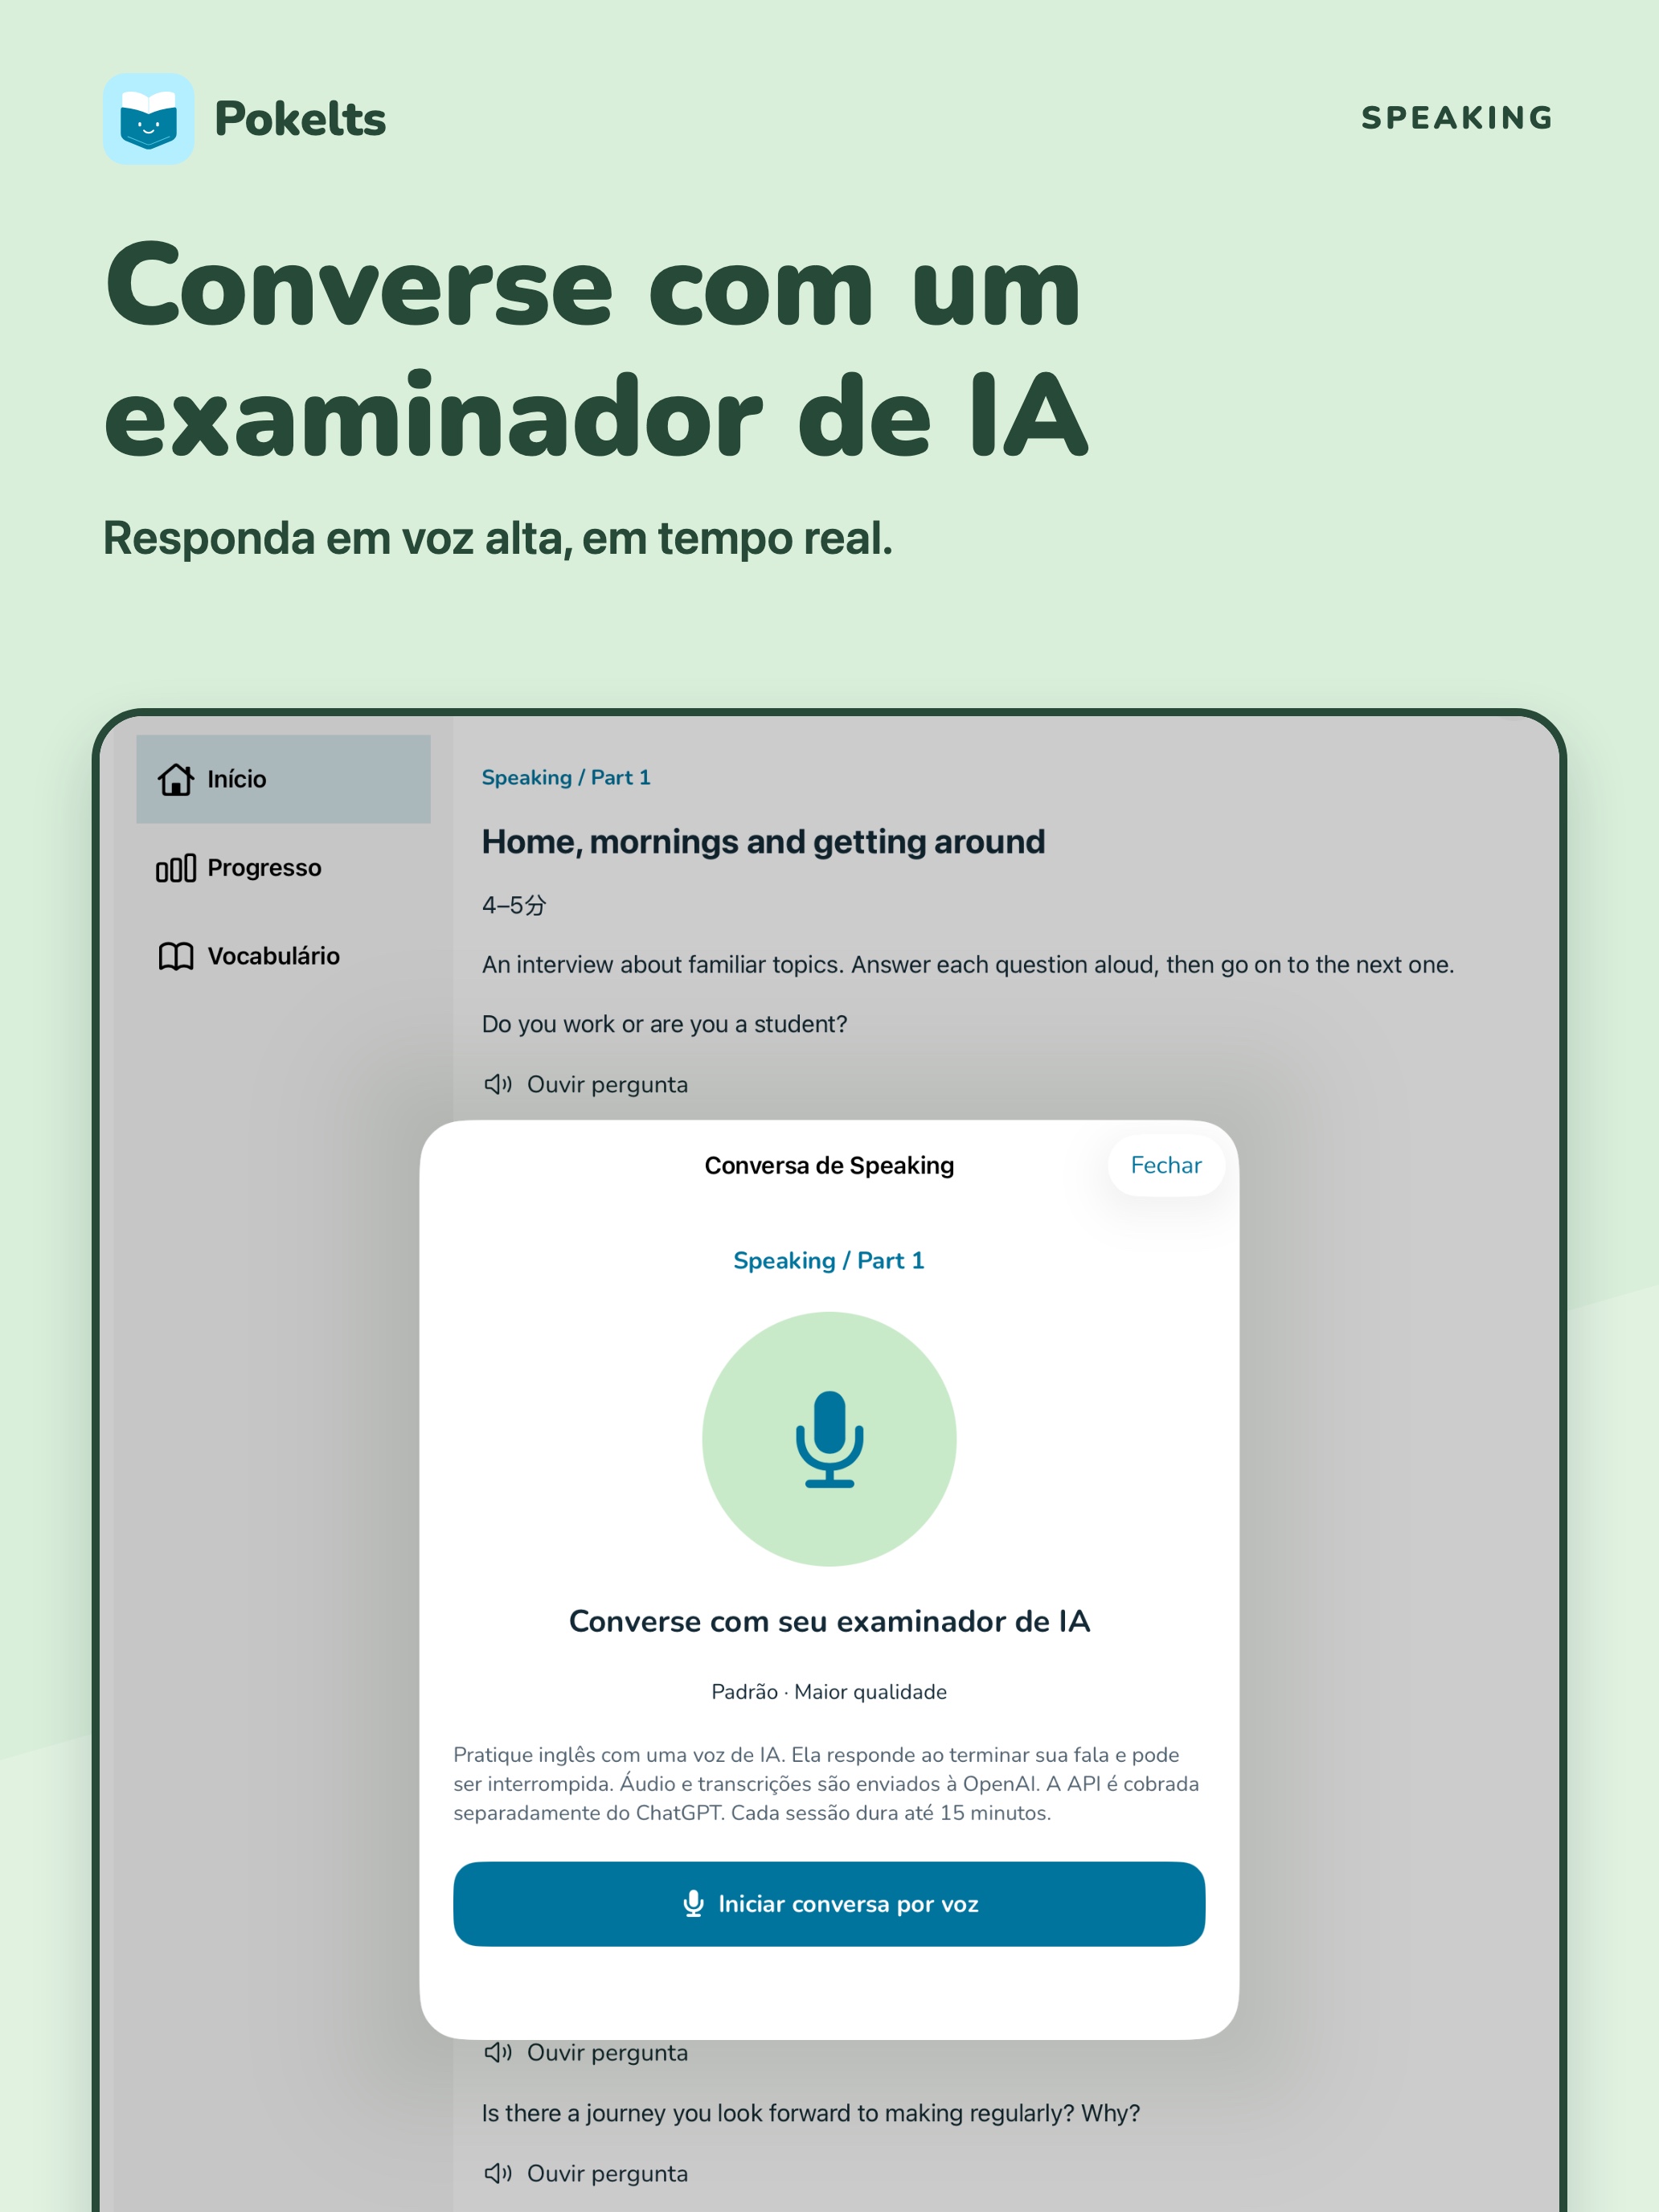 Pokelts
SPEAKING
Converse com um
examinador de IA
Responda em voz alta, em tempo real.
Início
Progresso
Vocabulário
Speaking / Part 1
Home, mornings and getting around
4–5分
An interview about familiar topics. Answer each question aloud, then go on to the next one.
Do you work or are you a student?
Ouvir pergunta
Conversa de Speaking
Fechar
Speaking / Part 1
Converse com seu examinador de IA
Padrão · Maior qualidade
Pratique inglês com uma voz de IA. Ela responde ao terminar sua fala e pode
ser interrompida. Áudio e transcrições são enviados à OpenAI. A API é cobrada
separadamente do ChatGPT. Cada sessão dura até 15 minutos.
Iniciar conversa por voz
Ouvir pergunta
Is there a journey you look forward to making regularly? Why?
Ouvir pergunta